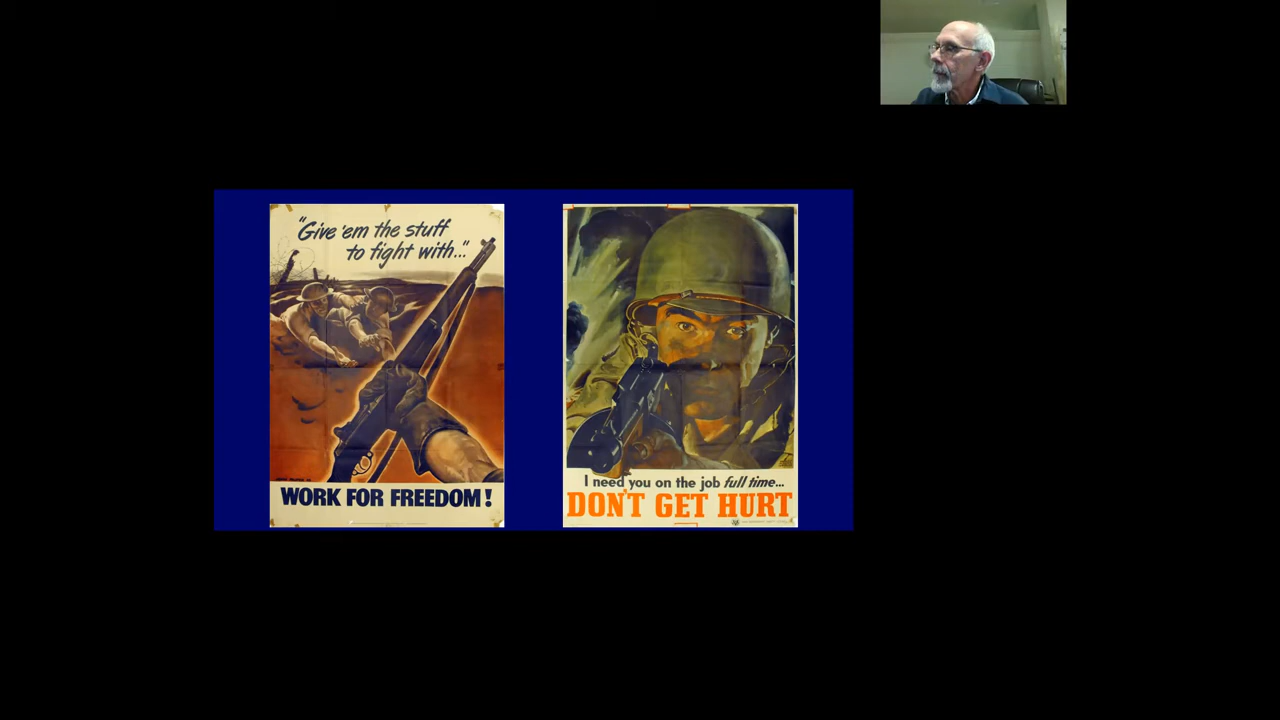 "Give 'em the stuff
to fight with..."
WORK FOR FREEDOM!
I need you on the job full time...
DON'T GET HURT